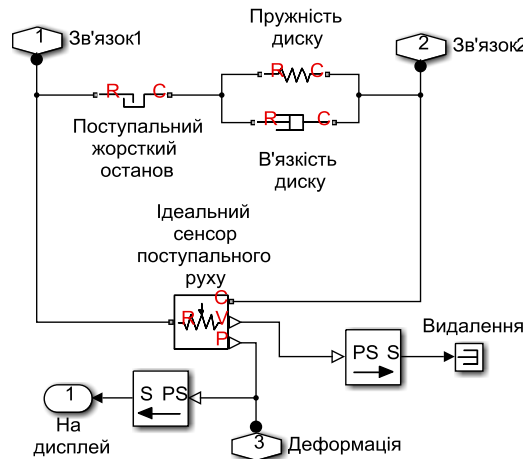 1
Зв'язок1
Пружність
диску
2
Зв'язок2
R C
R C
Поступальний
жорсткий
останов
R C
В'язкість
диску
Ідеальний
сенсор
поступального
руху
C
R V
P
Видалення
PS S
S PS
1
На
дисплей
3
Деформація